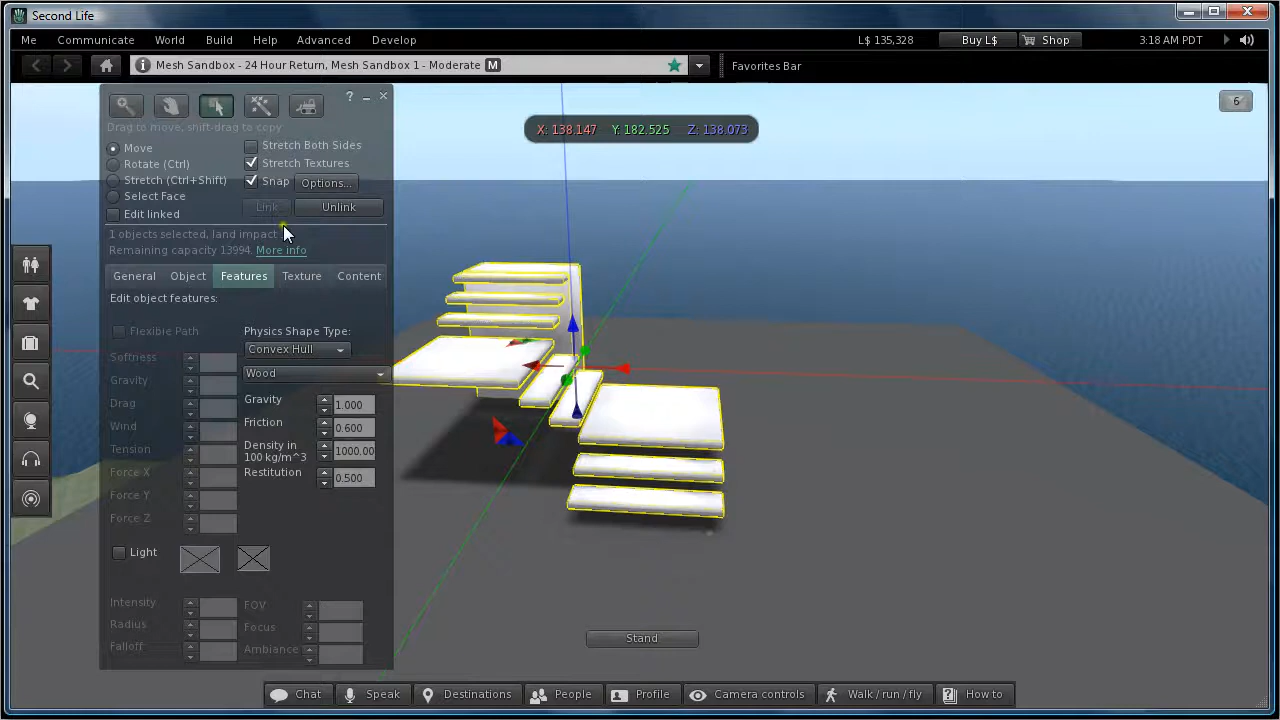 Second Life
Me Communicate World Build Help Advanced Develop L$ 135,328 Buy L$ Shop 3:18 AM PDT
Mesh Sandbox - 24 Hour Return, Mesh Sandbox 1 - Moderate M Favorites Bar
? 6
Drag to move, shift-drag to copy
X: 138.147 Y: 182.525 Z: 138.073
Move Stretch Both Sides
Rotate (Ctrl) Stretch Textures
Stretch (Ctrl+Shift) Snap Options...
Select Face
Edit linked Link Unlink
1 objects selected, land impact
Remaining capacity 13994. More info
General Object Features Texture Content
Edit object features:
Flexible Path Physics Shape Type:
Softness Convex Hull
Gravity Wood
Drag Gravity 1.000
Wind Friction 0.600
Tension Density in 100 kg/m^3 1000.00
Force X Restitution 0.500
Force Y
Force Z
Light
Intensity FOV
Radius Focus
Falloff Ambiance
Stand
Chat Speak Destinations People Profile Camera controls Walk / run / fly How to